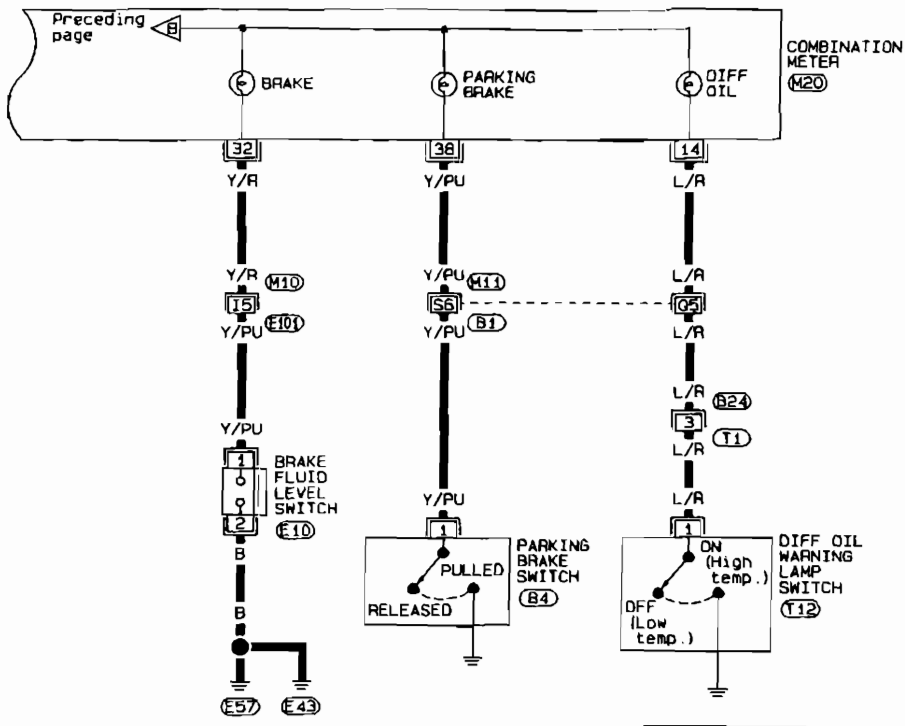 Preceding page
B
BRAKE
PARKING
BRAKE
DIFF
OIL
COMBINATION
METER
M20
32
38
14
Y/R
Y/PU
L/R
Y/R
M10
Y/PU
M11
L/R
I5
S6
Q5
E101
B1
Y/PU
Y/PU
L/R
L/R
B24
3
T1
Y/PU
L/R
1
BRAKE
FLUID
LEVEL
SWITCH
2
E10
B
Y/PU
L/R
1
PARKING
BRAKE
SWITCH
B4
PULLED
RELEASED
1
ON
(High
temp.)
OFF
(Low
temp.)
DIFF OIL
WARNING
LAMP
SWITCH
T12
B
E57
E43